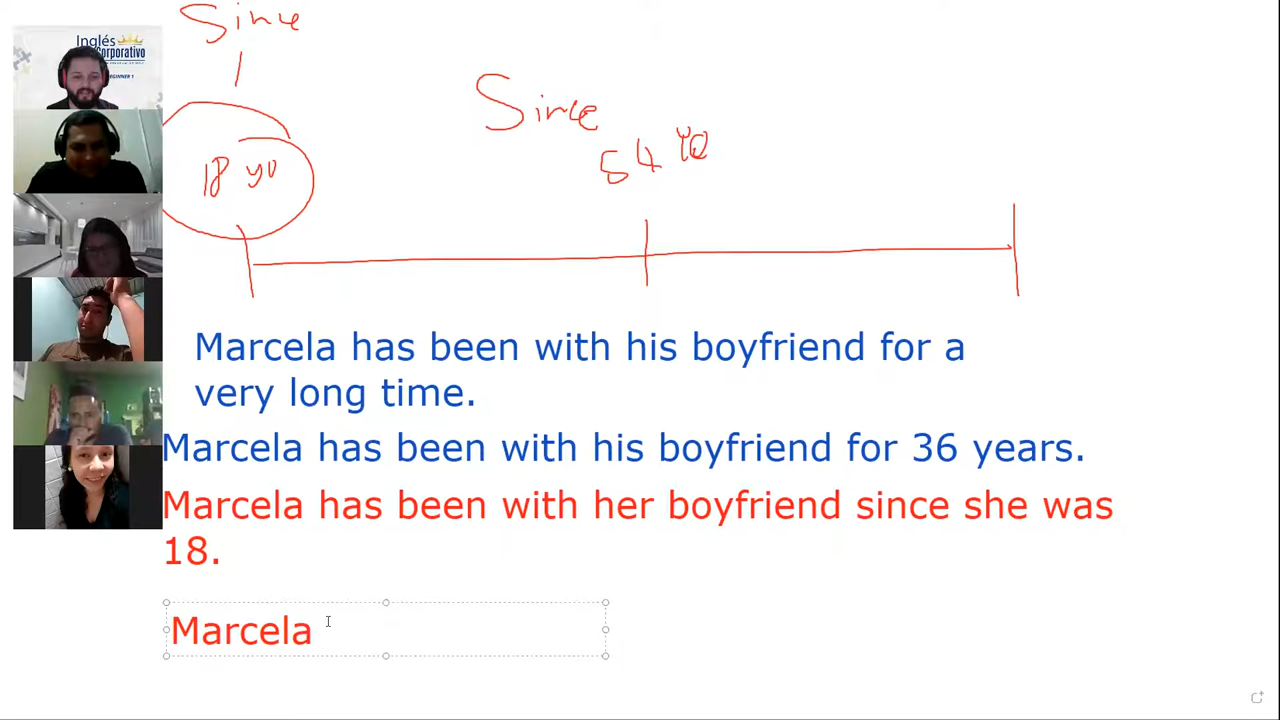 Since
Inglés
Corporativo
BEGINNER 1
Since
18 yo
54 yo
Marcela has been with his boyfriend for a
very long time.
Marcela has been with his boyfriend for 36 years.
Marcela has been with her boyfriend since she was
18.
Marcela